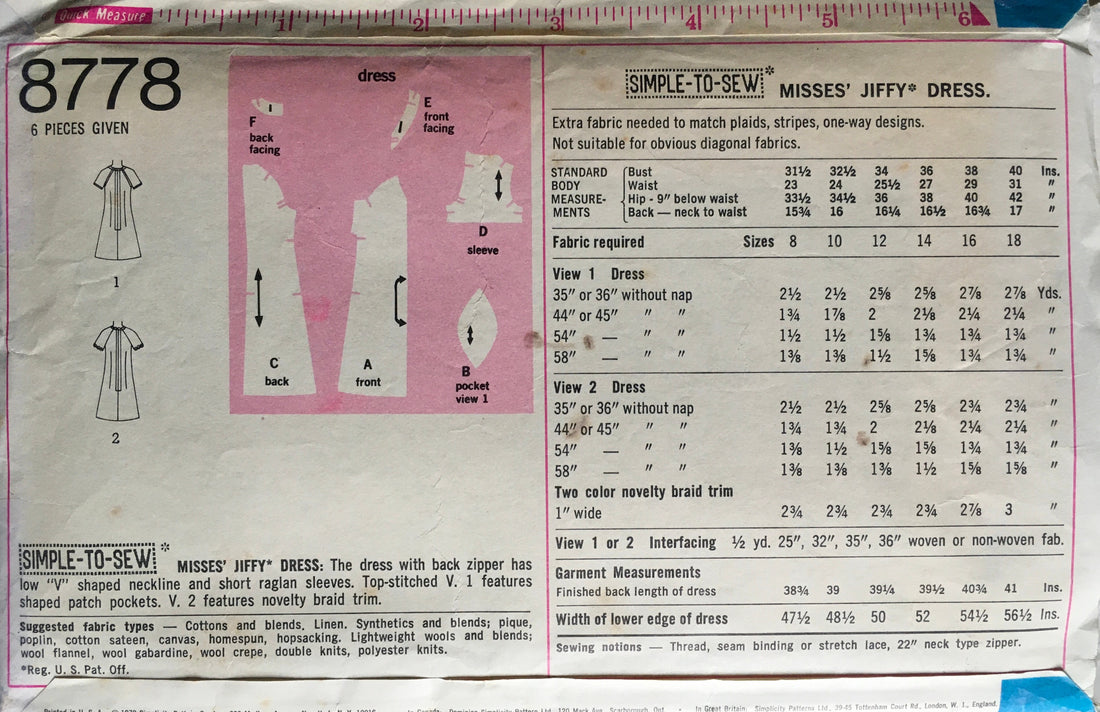 Quick Measure 1 2 3 4 5 6
8778
6 PIECES GIVEN
1
2
dress
F
back
facing
E
front
facing
D
sleeve
C
back
A
front
B
pocket
view 1
SIMPLE-TO-SEW* MISSES' JIFFY* DRESS: The dress with back zipper has
low "V" shaped neckline and short raglan sleeves. Top-stitched V. 1 features
shaped patch pockets. V. 2 features novelty braid trim.
Suggested fabric types — Cottons and blends. Linen. Synthetics and blends; pique,
poplin, cotton sateen, canvas, homespun, hopsacking. Lightweight wools and blends;
wool flannel, wool gabardine, wool crepe, double knits, polyester knits.
*Reg. U. S. Pat. Off.
SIMPLE-TO-SEW* MISSES' JIFFY* DRESS.
Extra fabric needed to match plaids, stripes, one-way designs.
Not suitable for obvious diagonal fabrics.
STANDARD Bust 31½ 32½ 34 36 38 40 Ins.
BODY Waist 23 24 25½ 27 29 31 "
MEASURE- Hip - 9" below waist 33½ 34½ 36 38 40 42 "
MENTS Back — neck to waist 15¾ 16 16¼ 16½ 16¾ 17 "
Fabric required Sizes 8 10 12 14 16 18
View 1 Dress
35" or 36" without nap 2½ 2½ 2⅝ 2⅝ 2⅞ 2⅞ Yds.
44" or 45" " " 1¾ 1⅞ 2 2⅛ 2¼ 2¼ "
54" — " " 1½ 1½ 1⅝ 1¾ 1¾ 1¾ "
58" — " " 1⅜ 1⅜ 1½ 1⅝ 1¾ 1¾ "
View 2 Dress
35" or 36" without nap 2½ 2½ 2⅝ 2⅝ 2¾ 2¾ "
44" or 45" " " 1¾ 1¾ 2 2⅛ 2¼ 2¼ "
54" — " " 1⅜ 1½ 1⅝ 1⅝ 1¾ 1¾ "
58" — " " 1⅜ 1⅜ 1⅜ 1½ 1⅝ 1⅝ "
Two color novelty braid trim
1" wide 2¾ 2¾ 2¾ 2¾ 2⅞ 3 "
View 1 or 2 Interfacing ½ yd. 25", 32", 35", 36" woven or non-woven fab.
Garment Measurements
Finished back length of dress 38¾ 39 39¼ 39½ 40¾ 41 Ins.
Width of lower edge of dress 47½ 48½ 50 52 54½ 56½ Ins.
Sewing notions — Thread, seam binding or stretch lace, 22" neck type zipper.
In Great Britain: Simplicity Patterns Ltd., 39-45 Tottenham Court Rd., London, W. 1., England.